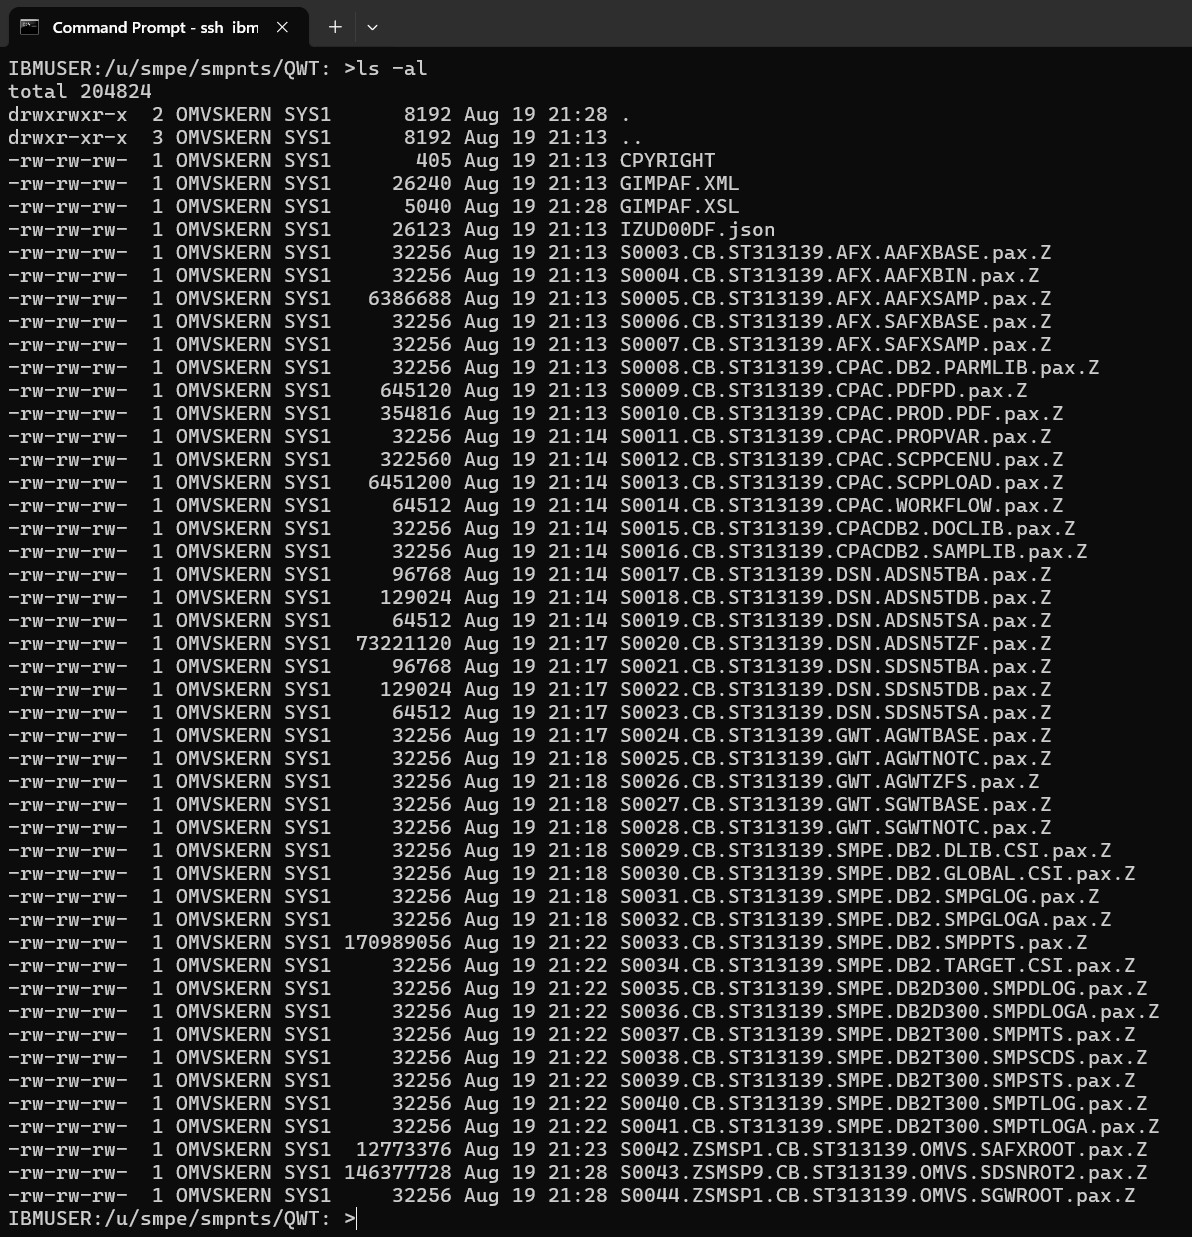 Command Prompt - ssh ibm
IBMUSER:/u/smpe/smpnts/QWT: >ls -al
total 204824
drwxrwxr-x  2 OMVSKERN SYS1      8192 Aug 19 21:28 .
drwxr-xr-x  3 OMVSKERN SYS1      8192 Aug 19 21:13 ..
-rw-rw-rw-  1 OMVSKERN SYS1       405 Aug 19 21:13 CPYRIGHT
-rw-rw-rw-  1 OMVSKERN SYS1     26240 Aug 19 21:13 GIMPAF.XML
-rw-rw-rw-  1 OMVSKERN SYS1      5040 Aug 19 21:28 GIMPAF.XSL
-rw-rw-rw-  1 OMVSKERN SYS1     26123 Aug 19 21:13 IZUD00DF.json
-rw-rw-rw-  1 OMVSKERN SYS1     32256 Aug 19 21:13 S0003.CB.ST313139.AFX.AAFXBASE.pax.Z
-rw-rw-rw-  1 OMVSKERN SYS1     32256 Aug 19 21:13 S0004.CB.ST313139.AFX.AAFXBIN.pax.Z
-rw-rw-rw-  1 OMVSKERN SYS1   6386688 Aug 19 21:13 S0005.CB.ST313139.AFX.AAFXSAMP.pax.Z
-rw-rw-rw-  1 OMVSKERN SYS1     32256 Aug 19 21:13 S0006.CB.ST313139.AFX.SAFXBASE.pax.Z
-rw-rw-rw-  1 OMVSKERN SYS1     32256 Aug 19 21:13 S0007.CB.ST313139.AFX.SAFXSAMP.pax.Z
-rw-rw-rw-  1 OMVSKERN SYS1     32256 Aug 19 21:13 S0008.CB.ST313139.CPAC.DB2.PARMLIB.pax.Z
-rw-rw-rw-  1 OMVSKERN SYS1    645120 Aug 19 21:13 S0009.CB.ST313139.CPAC.PDFPD.pax.Z
-rw-rw-rw-  1 OMVSKERN SYS1    354816 Aug 19 21:13 S0010.CB.ST313139.CPAC.PROD.PDF.pax.Z
-rw-rw-rw-  1 OMVSKERN SYS1     32256 Aug 19 21:14 S0011.CB.ST313139.CPAC.PROPVAR.pax.Z
-rw-rw-rw-  1 OMVSKERN SYS1    322560 Aug 19 21:14 S0012.CB.ST313139.CPAC.SCPPCENU.pax.Z
-rw-rw-rw-  1 OMVSKERN SYS1   6451200 Aug 19 21:14 S0013.CB.ST313139.CPAC.SCPPLOAD.pax.Z
-rw-rw-rw-  1 OMVSKERN SYS1     64512 Aug 19 21:14 S0014.CB.ST313139.CPAC.WORKFLOW.pax.Z
-rw-rw-rw-  1 OMVSKERN SYS1     32256 Aug 19 21:14 S0015.CB.ST313139.CPACDB2.DOCLIB.pax.Z
-rw-rw-rw-  1 OMVSKERN SYS1     32256 Aug 19 21:14 S0016.CB.ST313139.CPACDB2.SAMPLIB.pax.Z
-rw-rw-rw-  1 OMVSKERN SYS1     96768 Aug 19 21:14 S0017.CB.ST313139.DSN.ADSN5TBA.pax.Z
-rw-rw-rw-  1 OMVSKERN SYS1    129024 Aug 19 21:14 S0018.CB.ST313139.DSN.ADSN5TDB.pax.Z
-rw-rw-rw-  1 OMVSKERN SYS1     64512 Aug 19 21:14 S0019.CB.ST313139.DSN.ADSN5TSA.pax.Z
-rw-rw-rw-  1 OMVSKERN SYS1  73221120 Aug 19 21:17 S0020.CB.ST313139.DSN.ADSN5TZF.pax.Z
-rw-rw-rw-  1 OMVSKERN SYS1     96768 Aug 19 21:17 S0021.CB.ST313139.DSN.SDSN5TBA.pax.Z
-rw-rw-rw-  1 OMVSKERN SYS1    129024 Aug 19 21:17 S0022.CB.ST313139.DSN.SDSN5TDB.pax.Z
-rw-rw-rw-  1 OMVSKERN SYS1     64512 Aug 19 21:17 S0023.CB.ST313139.DSN.SDSN5TSA.pax.Z
-rw-rw-rw-  1 OMVSKERN SYS1     32256 Aug 19 21:17 S0024.CB.ST313139.GWT.AGWTBASE.pax.Z
-rw-rw-rw-  1 OMVSKERN SYS1     32256 Aug 19 21:18 S0025.CB.ST313139.GWT.AGWTNOTC.pax.Z
-rw-rw-rw-  1 OMVSKERN SYS1     32256 Aug 19 21:18 S0026.CB.ST313139.GWT.AGWTZFS.pax.Z
-rw-rw-rw-  1 OMVSKERN SYS1     32256 Aug 19 21:18 S0027.CB.ST313139.GWT.SGWTBASE.pax.Z
-rw-rw-rw-  1 OMVSKERN SYS1     32256 Aug 19 21:18 S0028.CB.ST313139.GWT.SGWTNOTC.pax.Z
-rw-rw-rw-  1 OMVSKERN SYS1     32256 Aug 19 21:18 S0029.CB.ST313139.SMPE.DB2.DLIB.CSI.pax.Z
-rw-rw-rw-  1 OMVSKERN SYS1     32256 Aug 19 21:18 S0030.CB.ST313139.SMPE.DB2.GLOBAL.CSI.pax.Z
-rw-rw-rw-  1 OMVSKERN SYS1     32256 Aug 19 21:18 S0031.CB.ST313139.SMPE.DB2.SMPGLOG.pax.Z
-rw-rw-rw-  1 OMVSKERN SYS1     32256 Aug 19 21:18 S0032.CB.ST313139.SMPE.DB2.SMPGLOGA.pax.Z
-rw-rw-rw-  1 OMVSKERN SYS1 170989056 Aug 19 21:22 S0033.CB.ST313139.SMPE.DB2.SMPPTS.pax.Z
-rw-rw-rw-  1 OMVSKERN SYS1     32256 Aug 19 21:22 S0034.CB.ST313139.SMPE.DB2.TARGET.CSI.pax.Z
-rw-rw-rw-  1 OMVSKERN SYS1     32256 Aug 19 21:22 S0035.CB.ST313139.SMPE.DB2D300.SMPDLOG.pax.Z
-rw-rw-rw-  1 OMVSKERN SYS1     32256 Aug 19 21:22 S0036.CB.ST313139.SMPE.DB2D300.SMPDLOGA.pax.Z
-rw-rw-rw-  1 OMVSKERN SYS1     32256 Aug 19 21:22 S0037.CB.ST313139.SMPE.DB2T300.SMPMTS.pax.Z
-rw-rw-rw-  1 OMVSKERN SYS1     32256 Aug 19 21:22 S0038.CB.ST313139.SMPE.DB2T300.SMPSCDS.pax.Z
-rw-rw-rw-  1 OMVSKERN SYS1     32256 Aug 19 21:22 S0039.CB.ST313139.SMPE.DB2T300.SMPSTS.pax.Z
-rw-rw-rw-  1 OMVSKERN SYS1     32256 Aug 19 21:22 S0040.CB.ST313139.SMPE.DB2T300.SMPTLOG.pax.Z
-rw-rw-rw-  1 OMVSKERN SYS1     32256 Aug 19 21:22 S0041.CB.ST313139.SMPE.DB2T300.SMPTLOGA.pax.Z
-rw-rw-rw-  1 OMVSKERN SYS1  12773376 Aug 19 21:23 S0042.ZSMSP1.CB.ST313139.OMVS.SAFXROOT.pax.Z
-rw-rw-rw-  1 OMVSKERN SYS1 146377728 Aug 19 21:28 S0043.ZSMSP9.CB.ST313139.OMVS.SDSNROT2.pax.Z
-rw-rw-rw-  1 OMVSKERN SYS1     32256 Aug 19 21:28 S0044.ZSMSP1.CB.ST313139.OMVS.SGWROOT.pax.Z
IBMUSER:/u/smpe/smpnts/QWT: >